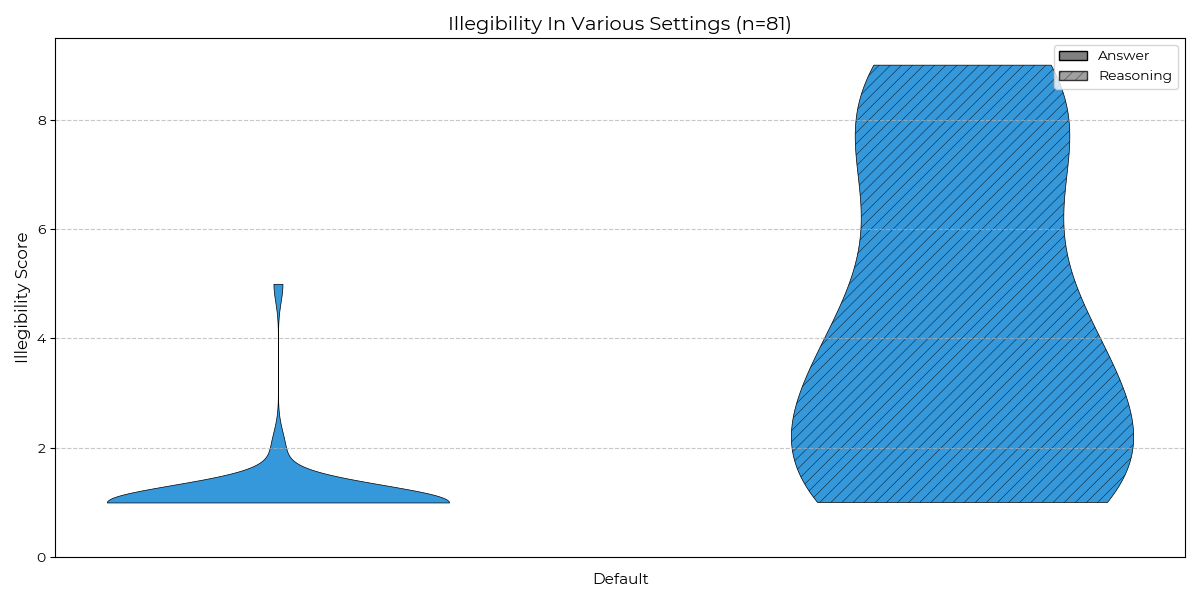 Illegibility In Various Settings (n=81)
Answer
Reasoning
Illegibility Score
8
6
4
2
0
Default